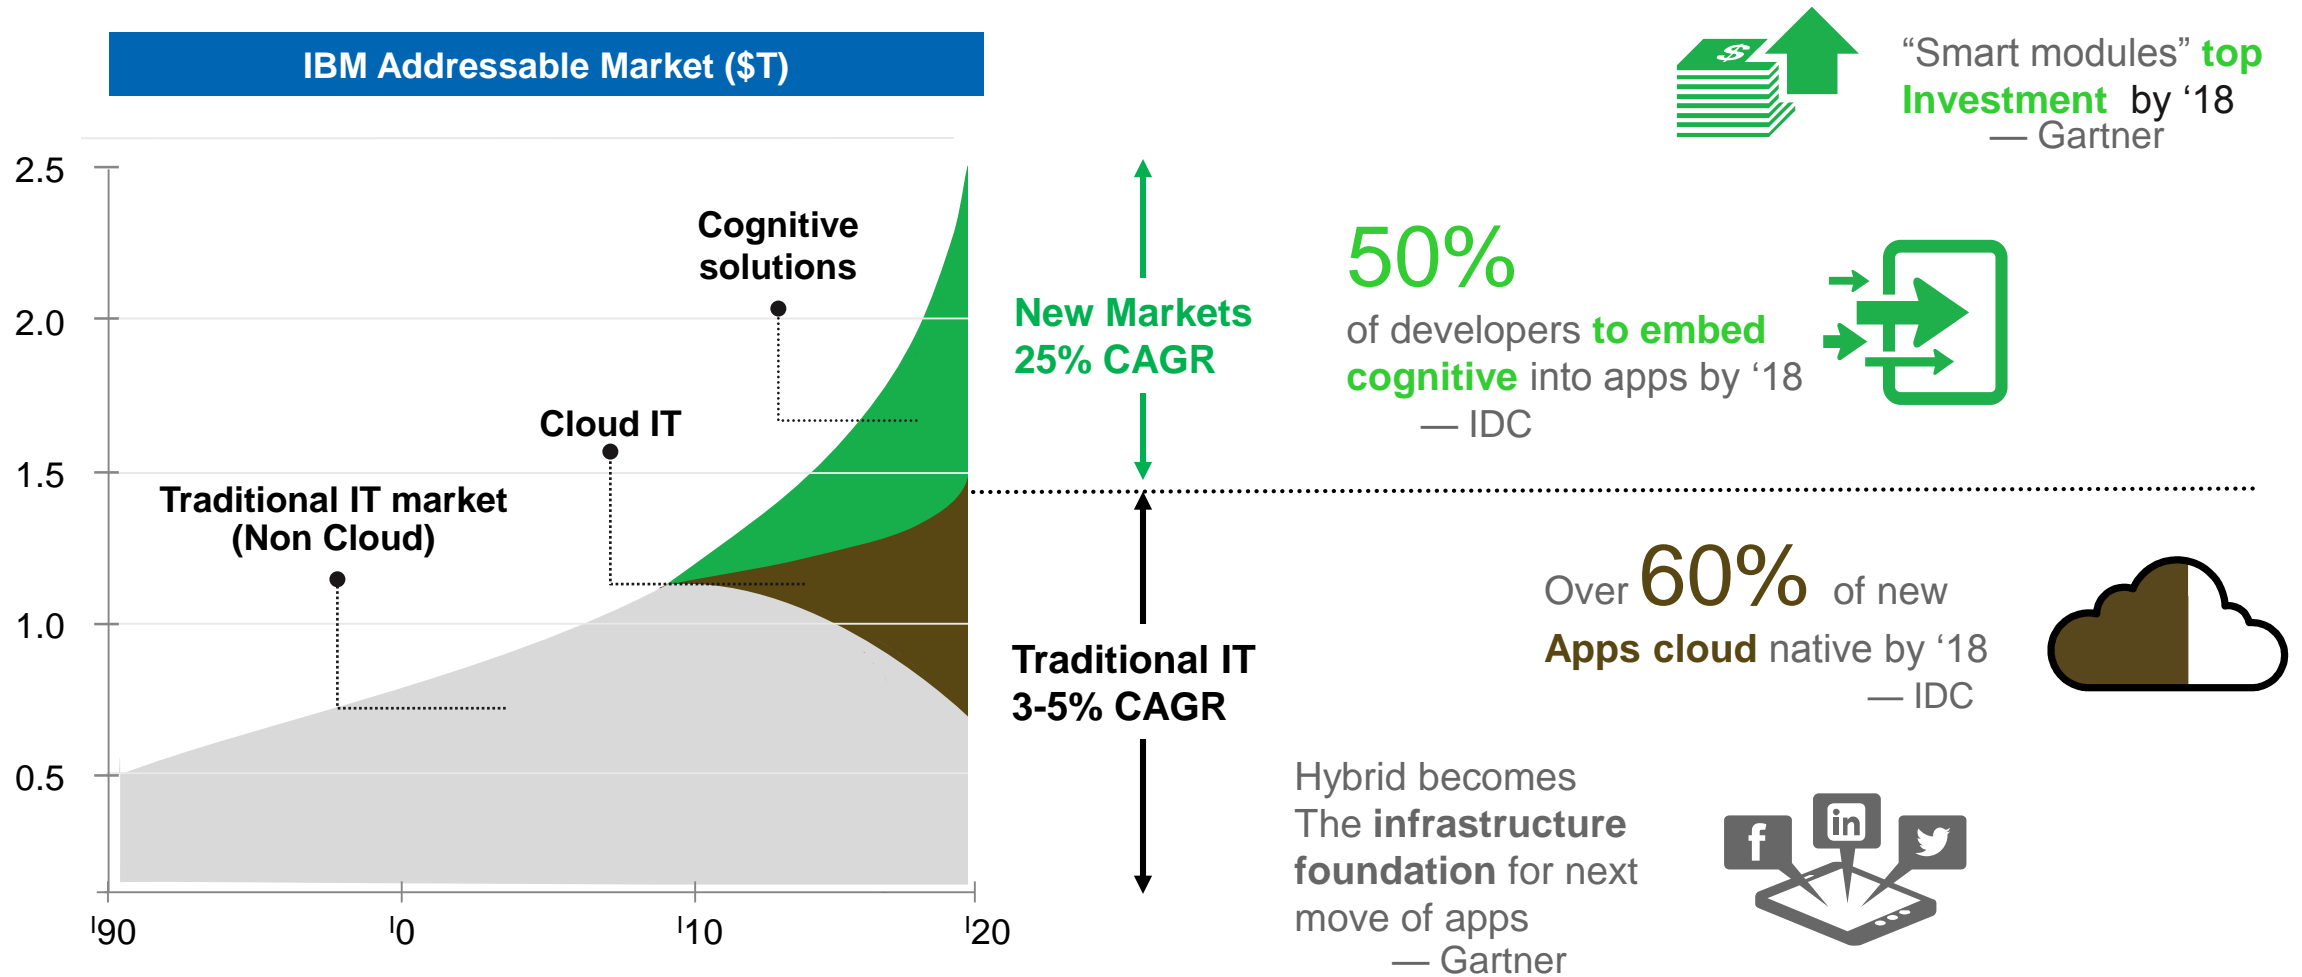 IBM Addressable Market ($T)
2.5
2.0
1.5
1.0
0.5
'90
'0
'10
'20
Cognitive
solutions
Cloud IT
Traditional IT market
(Non Cloud)
New Markets
25% CAGR
Traditional IT
3-5% CAGR
$
“Smart modules” top
Investment by ‘18
— Gartner
50%
of developers to embed
cognitive into apps by ‘18
— IDC
Over 60% of new
Apps cloud native by ‘18
— IDC
Hybrid becomes
The infrastructure
foundation for next
move of apps
— Gartner
f
in